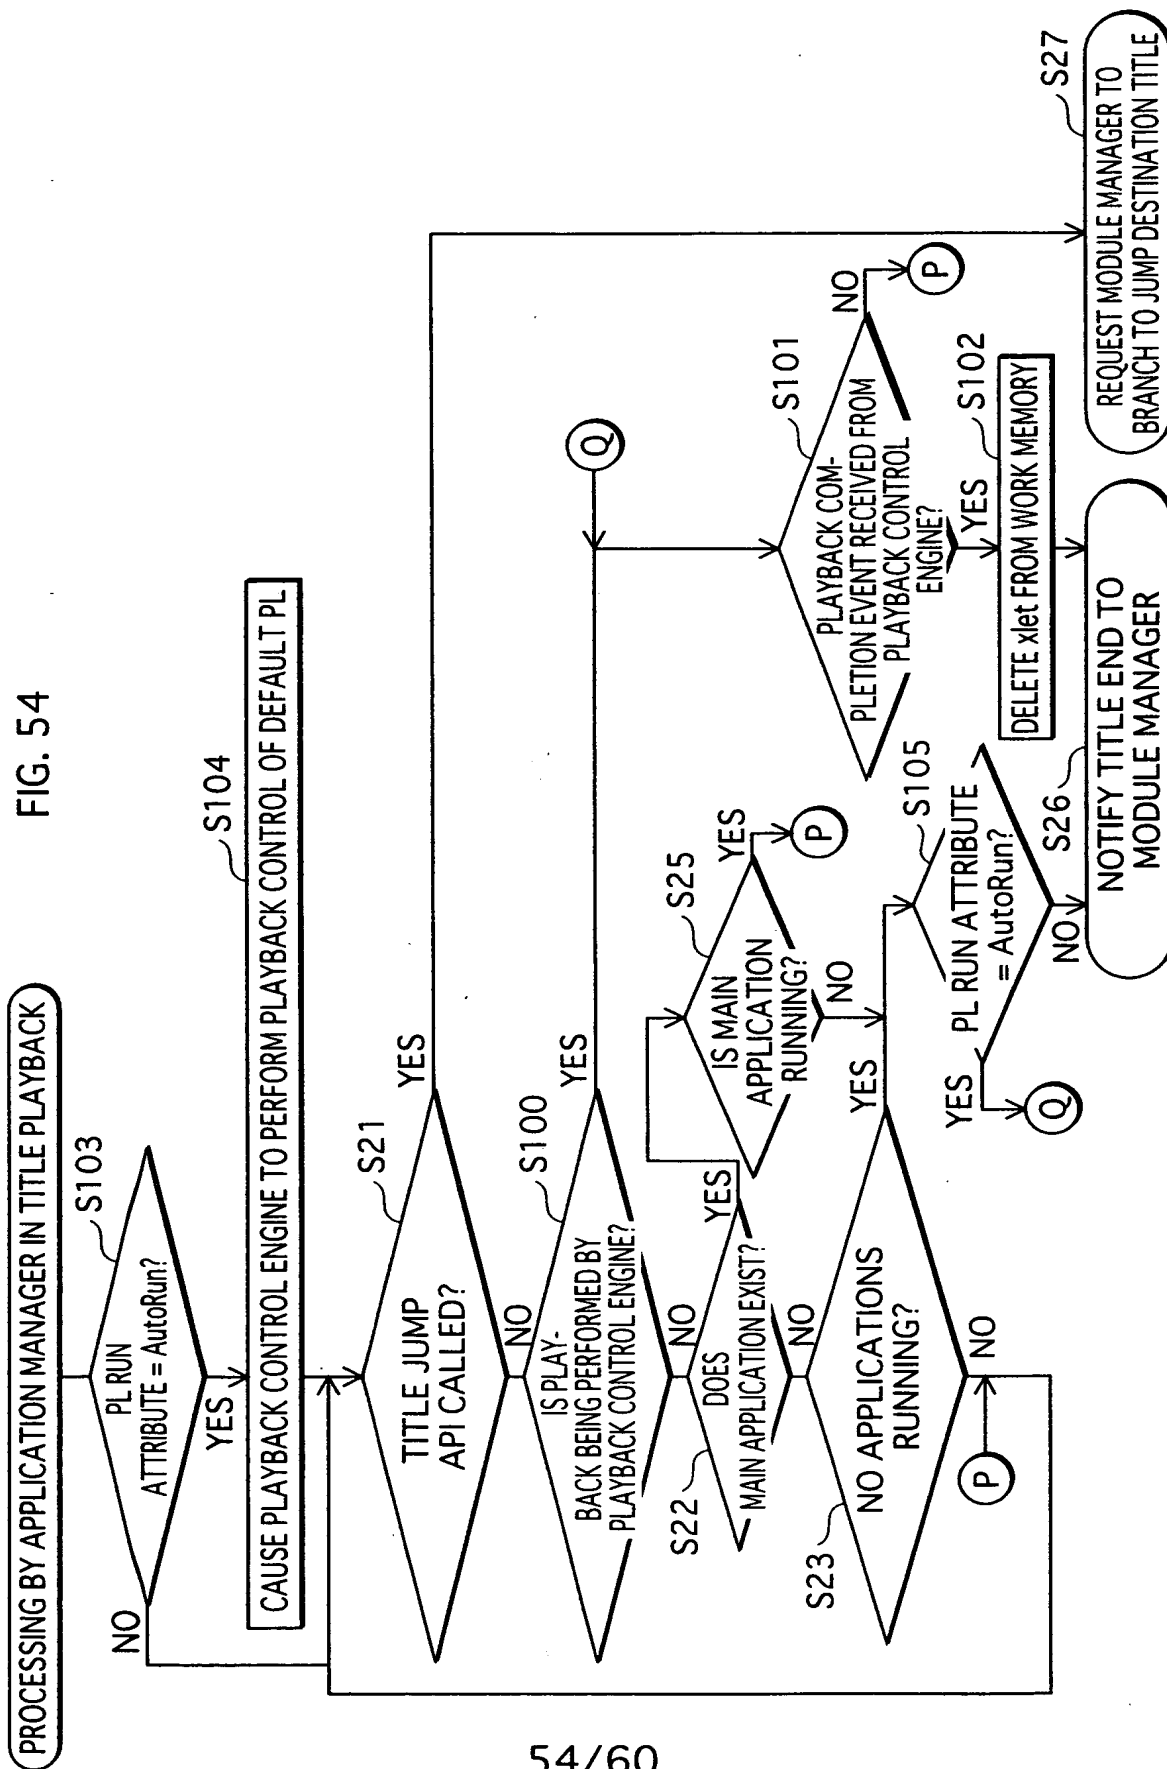 FIG. 54
PROCESSING BY APPLICATION MANAGER IN TITLE PLAYBACK
S103
PL RUN
ATTRIBUTE = AutoRun?
NO
YES
S104
CAUSE PLAYBACK CONTROL ENGINE TO PERFORM PLAYBACK CONTROL OF DEFAULT PL
S21
TITLE JUMP
API CALLED?
YES
NO
S100
IS PLAY-
BACK BEING PERFORMED BY
PLAYBACK CONTROL ENGINE?
YES
NO
Q
S22
DOES
MAIN APPLICATION EXIST?
YES
NO
S25
IS MAIN
APPLICATION
RUNNING?
YES
P
NO
S101
PLAYBACK COM-
PLETION EVENT RECEIVED FROM
PLAYBACK CONTROL
ENGINE?
NO
P
YES
S102
DELETE xlet FROM WORK MEMORY
S23
NO APPLICATIONS
RUNNING?
YES
NO
P
S105
PL RUN ATTRIBUTE
= AutoRun?
YES
Q
NO
S26
NOTIFY TITLE END TO
MODULE MANAGER
S27
REQUEST MODULE MANAGER TO
BRANCH TO JUMP DESTINATION TITLE
54/60